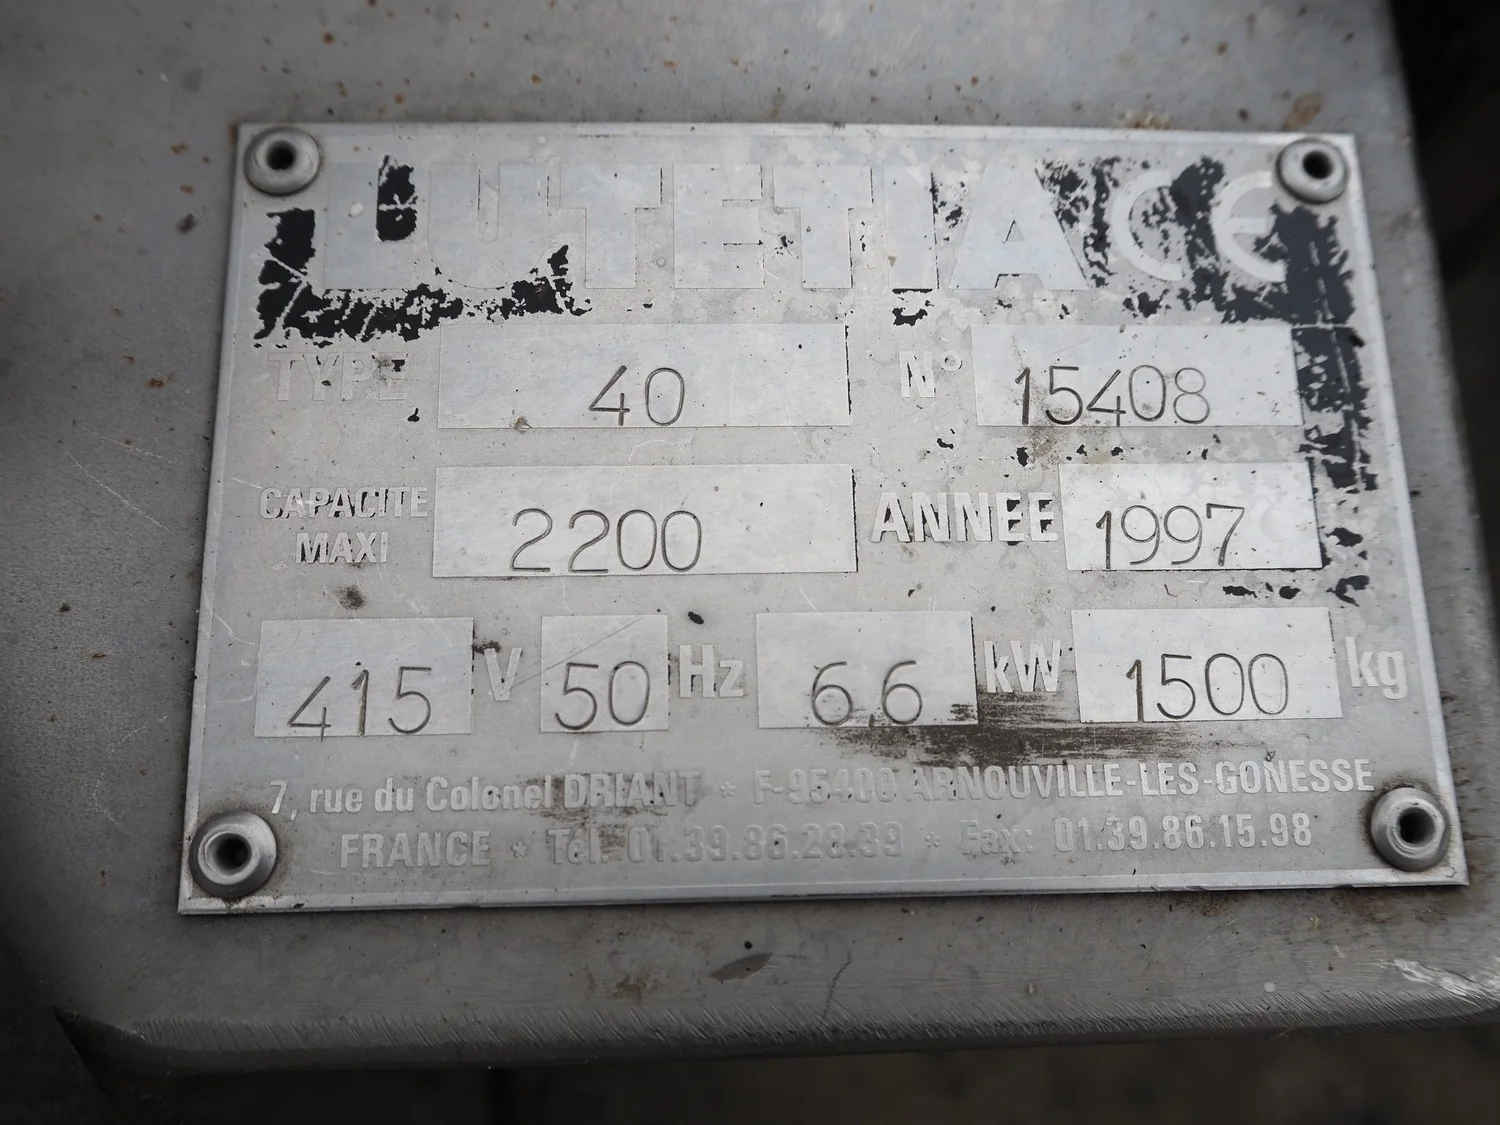 LUTETIA CE
TYPE 40 N° 15408
CAPACITE MAXI 2200 ANNEE 1997
415 V 50 Hz 66 kW 1500 kg
7, rue du Colonel DRIANT * F-95400 ARNOUVILLE-LES-GONESSE
FRANCE * Tel. 01.39.86.28.39 * Fax: 01.39.86.15.98